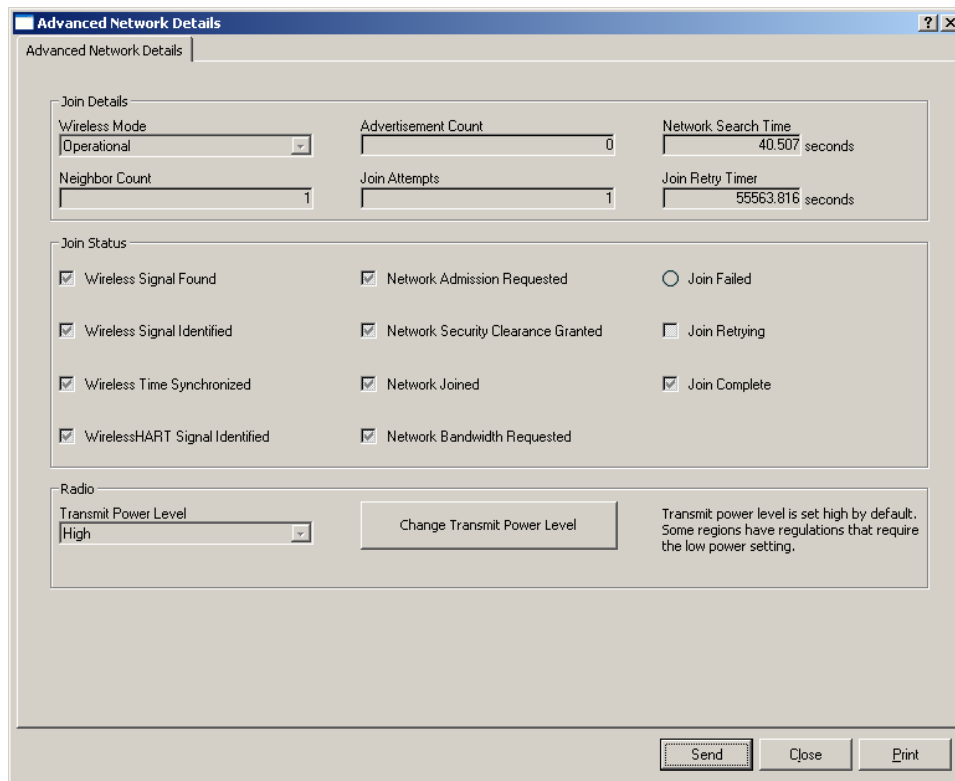 Advanced Network Details
Advanced Network Details
Join Details
Wireless Mode
Advertisement Count
Network Search Time
Operational
0
40.507 seconds
Neighbor Count
Join Attempts
Join Retry Timer
1
1
55563.816 seconds
Join Status
Wireless Signal Found
Network Admission Requested
Join Failed
Wireless Signal Identified
Network Security Clearance Granted
Join Retrying
Wireless Time Synchronized
Network Joined
Join Complete
WirelessHART Signal Identified
Network Bandwidth Requested
Radio
Transmit Power Level
High
Change Transmit Power Level
Transmit power level is set high by default.
Some regions have regulations that require
the low power setting.
Send
Close
Print